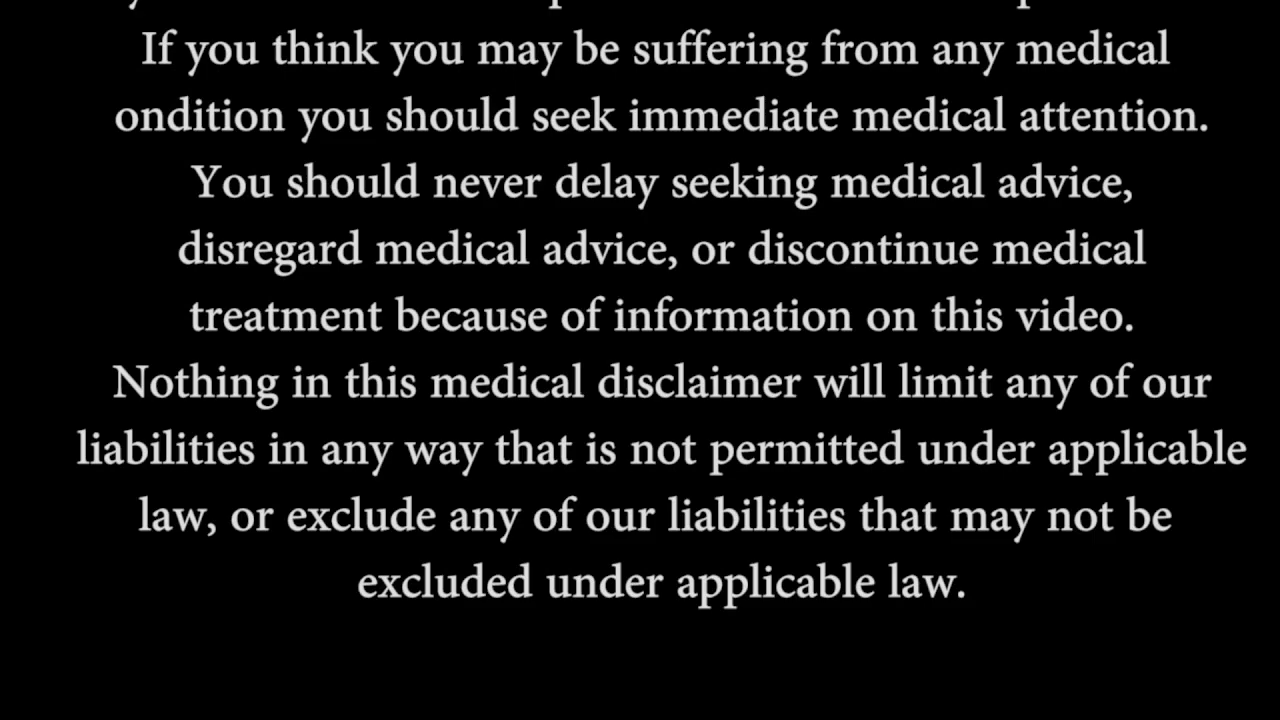 If you think you may be suffering from any medical
ondition you should seek immediate medical attention.
You should never delay seeking medical advice,
disregard medical advice, or discontinue medical
treatment because of information on this video.
Nothing in this medical disclaimer will limit any of our
liabilities in any way that is not permitted under applicable
law, or exclude any of our liabilities that may not be
excluded under applicable law.